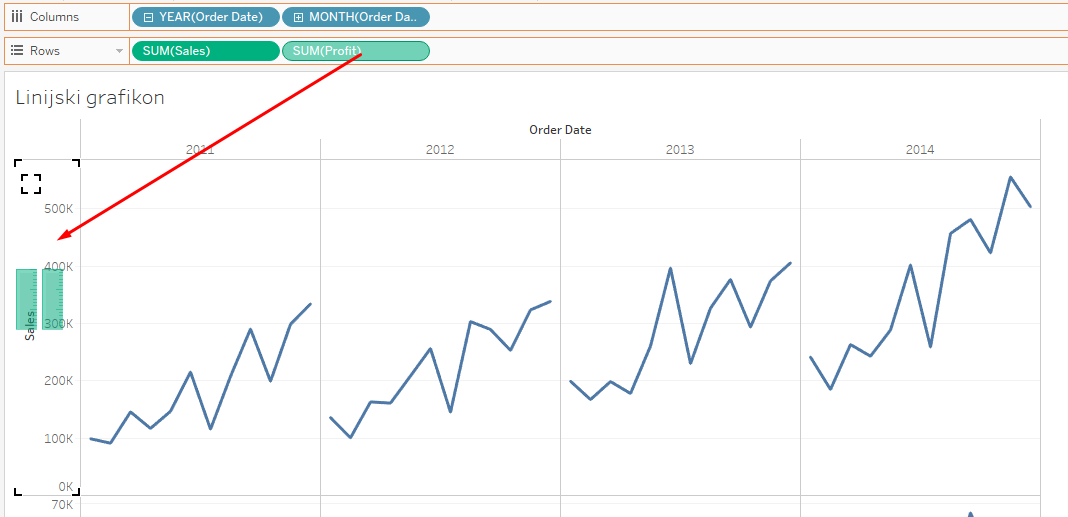 Columns YEAR(Order Date) MONTH(Order Da..
Rows SUM(Sales) SUM(Profit)
Linijski grafikon
Order Date
2011 2012 2013 2014
500K
400K
300K
Sales
200K
100K
0K
70K